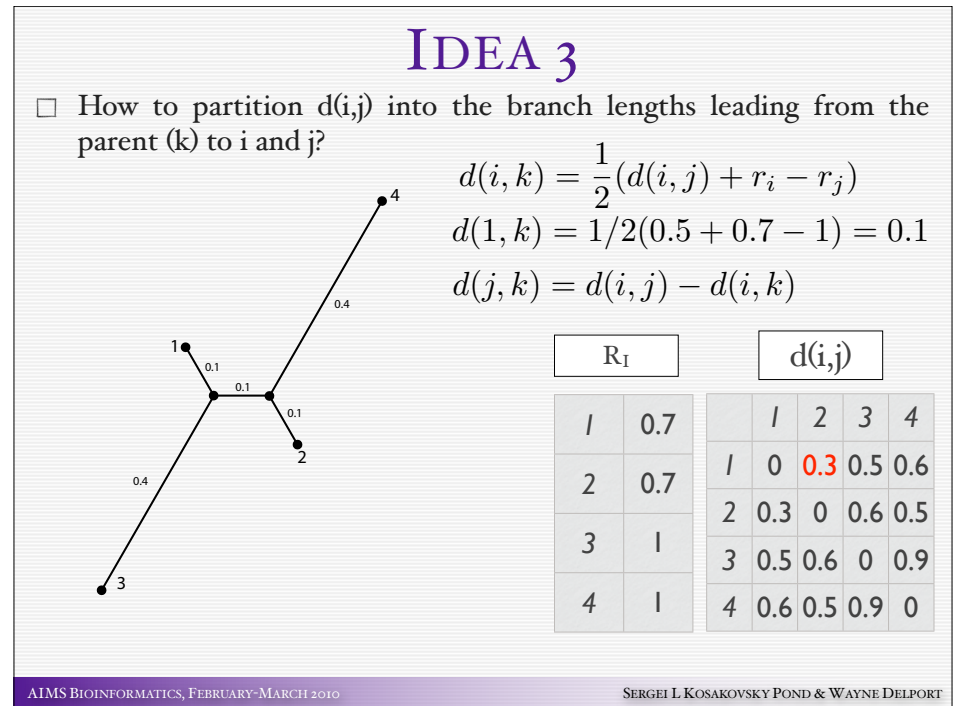 IDEA 3
How to partition d(i,j) into the branch lengths leading from the
parent (k) to i and j?
d(i, k) = \frac{1}{2}(d(i, j) + r_i − r_j)
d(1, k) = 1/2(0.5 + 0.7 − 1) = 0.1
d(j, k) = d(i, j) − d(i, k)
4
0.4
1
0.1
0.1
0.1
2
0.4
3
R_I
1 0.7
2 0.7
3 1
4 1
d(i,j)
1 2 3 4
1 0 0.3 0.5 0.6
2 0.3 0 0.6 0.5
3 0.5 0.6 0 0.9
4 0.6 0.5 0.9 0
AIMS BIOINFORMATICS, FEBRUARY-MARCH 2010
SERGEI L KOSAKOVSKY POND & WAYNE DELPORT